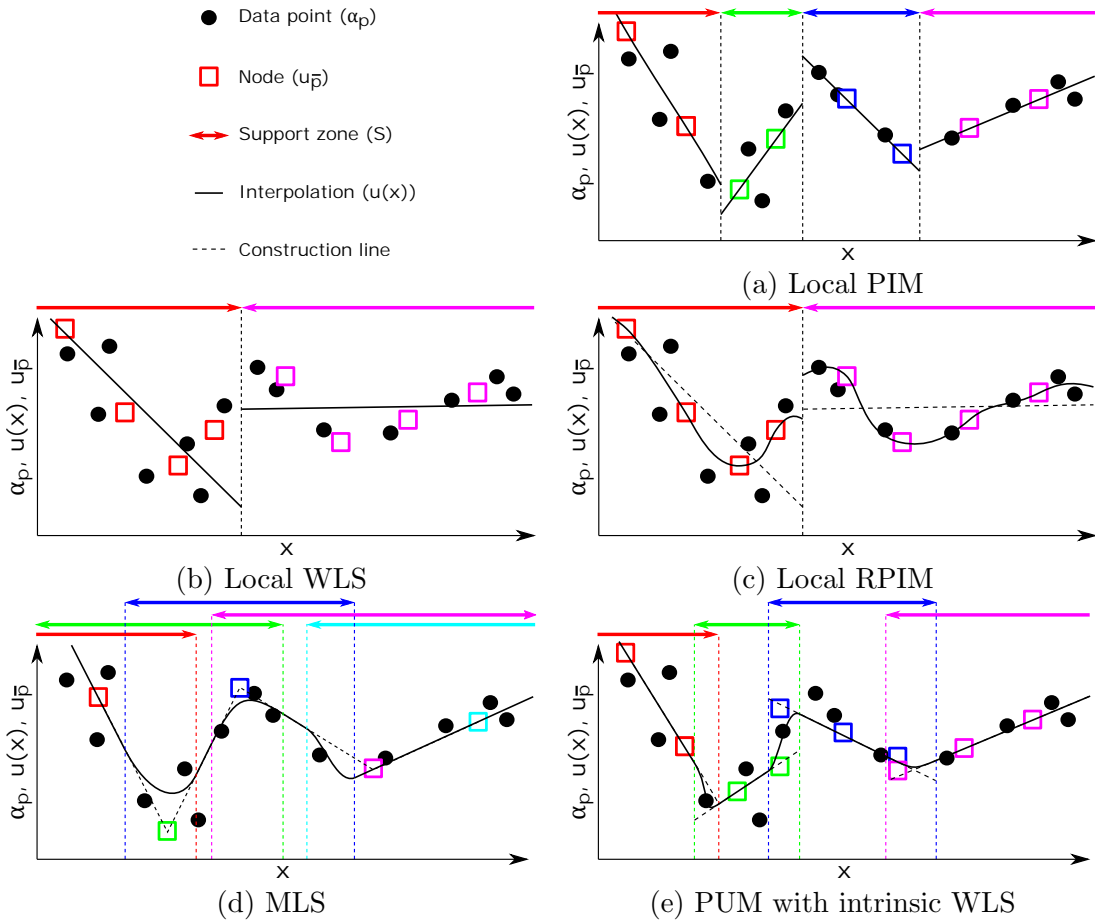 Data point (αp)
Node (up̄)
Support zone (S)
Interpolation (u(x))
Construction line
αp, u(x), up̄
x
(a) Local PIM
αp, u(x), up̄
x
(b) Local WLS
αp, u(x), up̄
x
(c) Local RPIM
αp, u(x), up̄
x
(d) MLS
αp, u(x), up̄
x
(e) PUM with intrinsic WLS